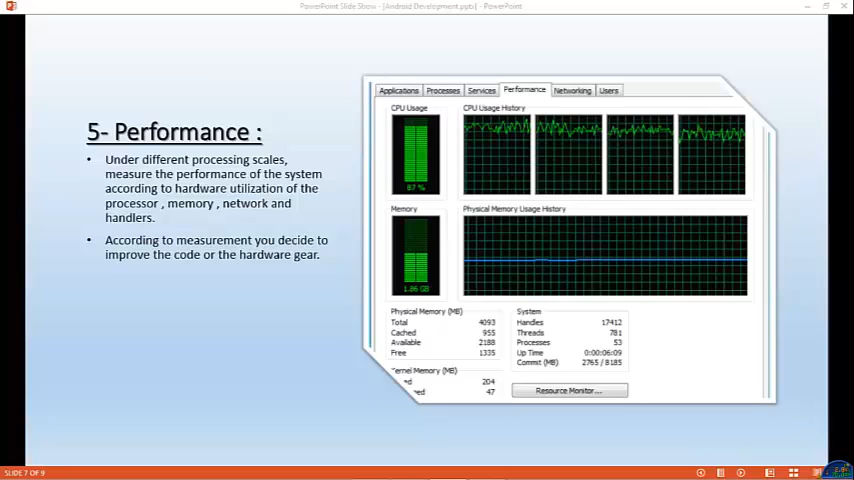 PowerPoint Slide Show - [Android Development.pptx] - PowerPoint
5- Performance :
• Under different processing scales,
measure the performance of the system
according to hardware utilization of the
processor , memory , network and
handlers.
• According to measurement you decide to
improve the code or the hardware gear.
Applications Processes Services Performance Networking Users
CPU Usage CPU Usage History
87 %
Memory Physical Memory Usage History
1.86 GB
Physical Memory (MB)
Total 4093
Cached 955
Available 2188
Free 1335
System
Handles 17412
Threads 781
Processes 53
Up Time 0:00:06:09
Commit (MB) 2765 / 8185
Kernel Memory (MB)
204
47
Resource Monitor...
SLIDE 7 OF 9